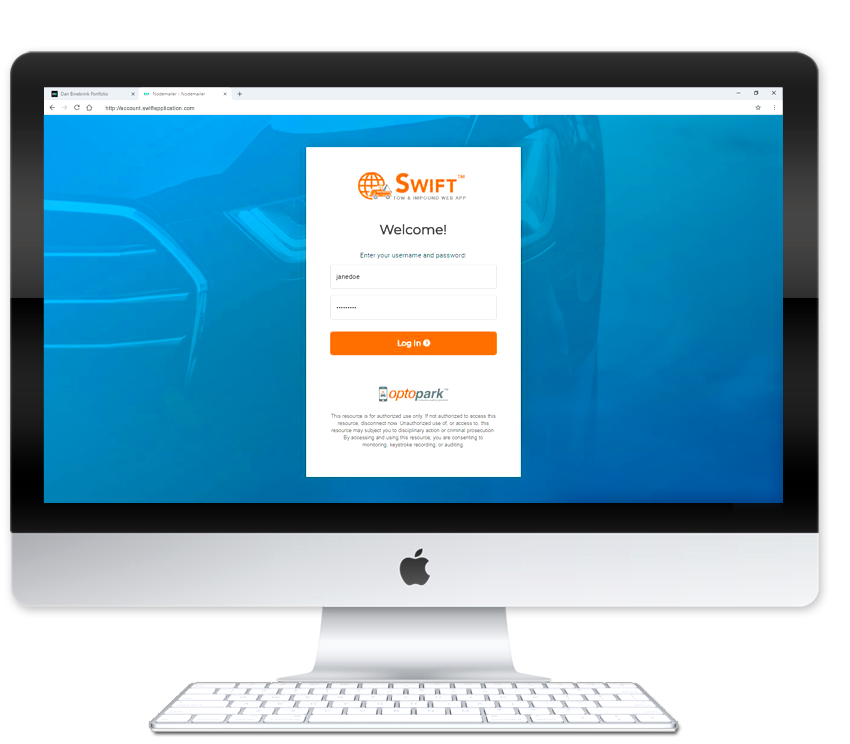 Dan Einebrink Portfolio
Nodemailer :: Nodemailer
http://account.swiftapplication.com
SWIFT™
TOW & IMPOUND WEB APP
Welcome!
Enter your username and password:
janedoe
•••••••••
Log In
optopark™
This resource is for authorized use only. If not authorized to access this
resource, disconnect now. Unauthorized use of, or access to, this
resource may subject you to disciplinary action or criminal prosecution.
By accessing and using this resource, you are consenting to
monitoring, keystroke recording, or auditing.